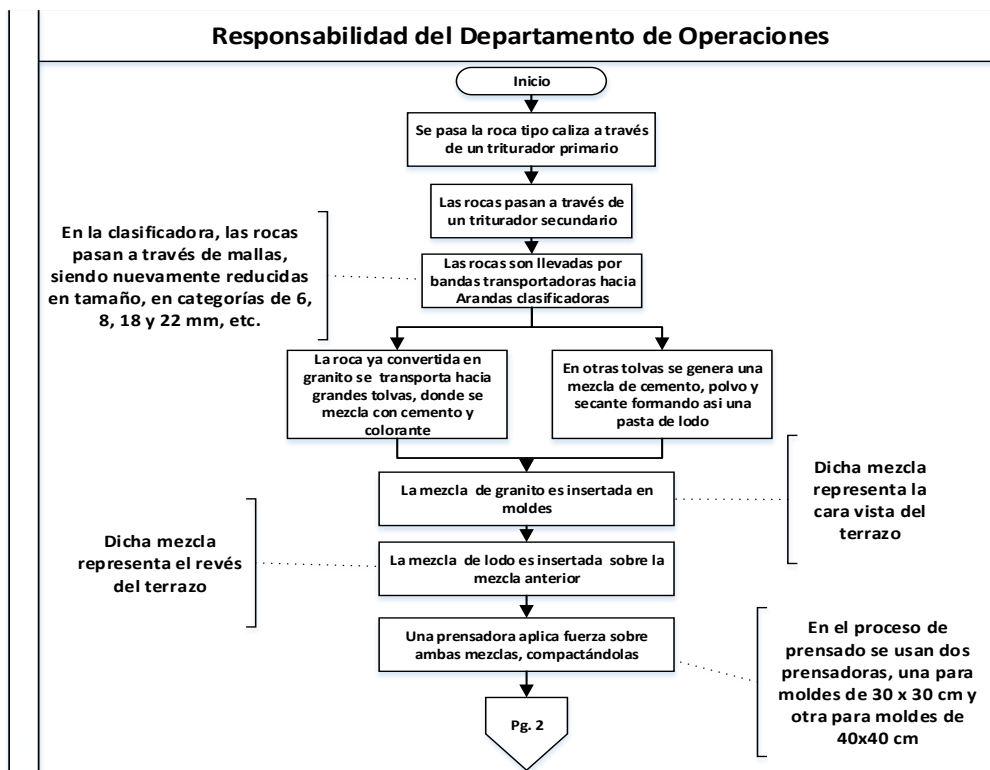 Responsabilidad del Departamento de Operaciones
Inicio
Se pasa la roca tipo caliza a través
de un triturador primario
Las rocas pasan a través de
un triturador secundario
En la clasificadora, las rocas
pasan a través de mallas,
siendo nuevamente reducidas
en tamaño, en categorías de 6,
8, 18 y 22 mm, etc.
Las rocas son llevadas por
bandas transportadoras hacia
Arandas clasificadoras
La roca ya convertida en
granito se transporta hacia
grandes tolvas, donde se
mezcla con cemento y
colorante
En otras tolvas se genera una
mezcla de cemento, polvo y
secante formando asi una
pasta de lodo
La mezcla de granito es insertada en
moldes
Dicha mezcla
representa la
cara vista del
terrazo
Dicha mezcla
representa el revés
del terrazo
La mezcla de lodo es insertada sobre la
mezcla anterior
Una prensadora aplica fuerza sobre
ambas mezclas, compactándolas
En el proceso de
prensado se usan dos
prensadoras, una para
moldes de 30 x 30 cm y
otra para moldes de
40x40 cm
Pg. 2